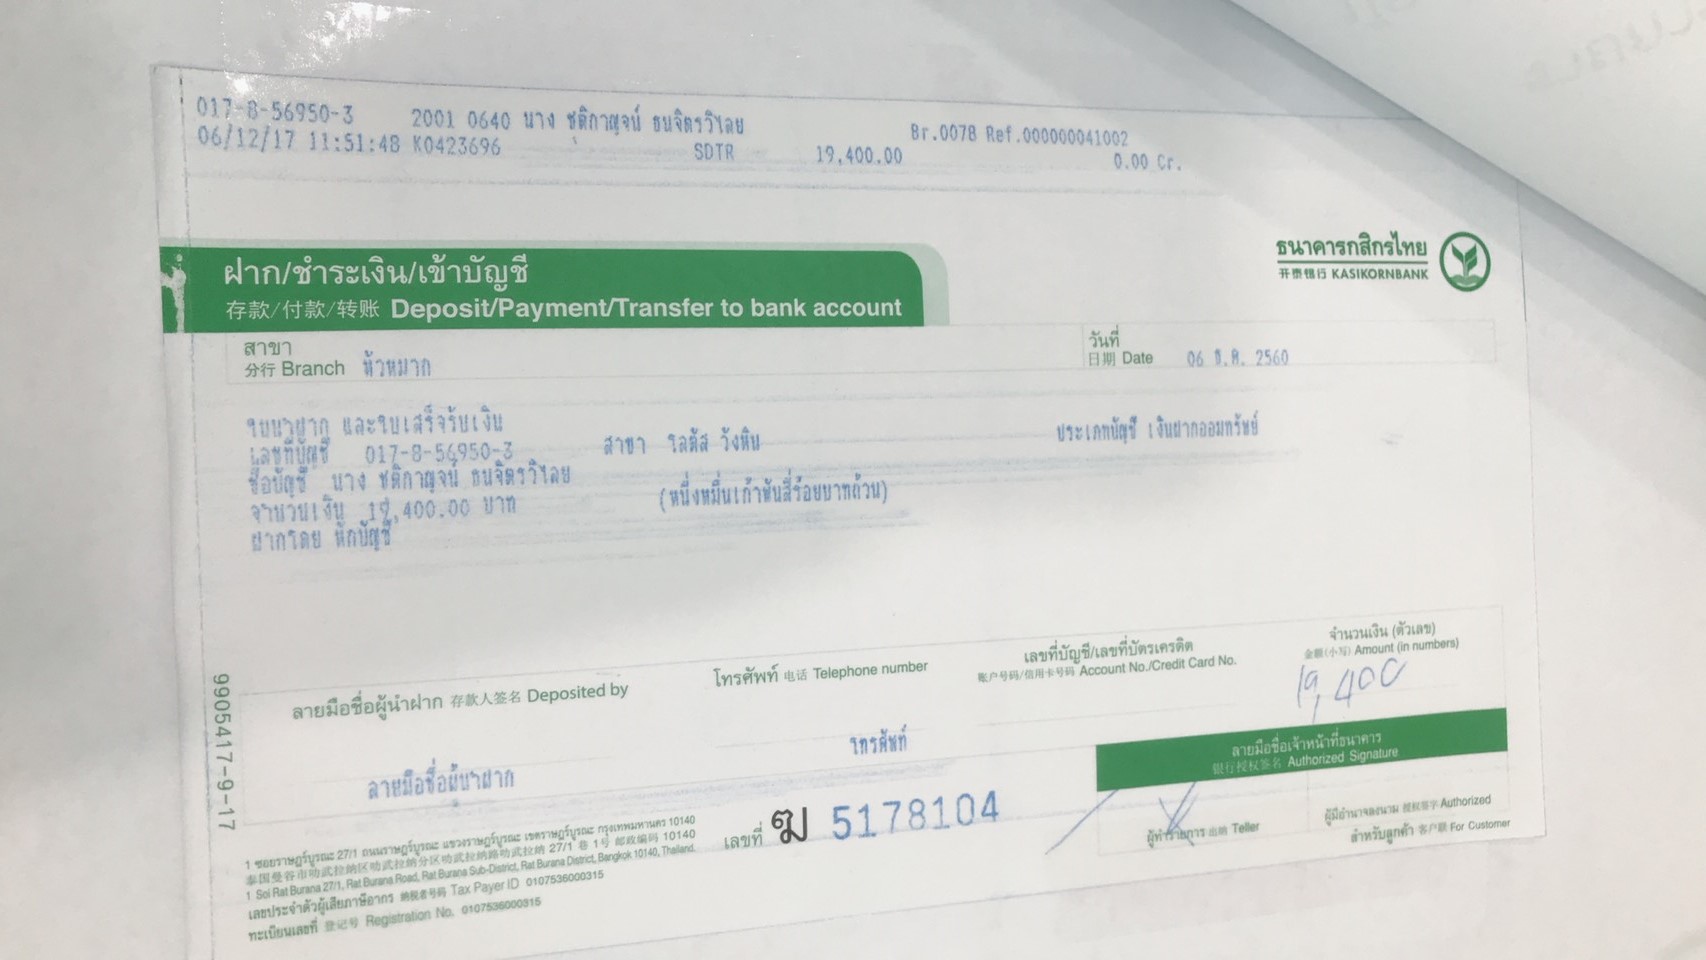 017-8-56950-3 2001 0640 นาง ชติกาญจน์ ธนจิตรวิไลย Br.0078 Ref.000000041002
06/12/17 11:51:48 K0423696 SDTR 19,400.00 0.00 Cr.
ธนาคารกสิกรไทย
开泰银行 KASIKORNBANK
ฝาก/ชำระเงิน/เข้าบัญชี
存款/付款/转账 Deposit/Payment/Transfer to bank account
สาขา
分行 Branch หัวหมาก
วันที่
日期 Date 06 ธ.ค. 2560
ใบนำฝาก และใบเสร็จรับเงิน
เลขที่บัญชี 017-8-56950-3 สาขา โลตัส วังหิน ประเภทบัญชี เงินฝากออมทรัพย์
ชื่อบัญชี นาง ชติกาญจน์ ธนจิตรวิไลย
จำนวนเงิน 19,400.00 บาท (หนึ่งหมื่นเก้าพันสี่ร้อยบาทถ้วน)
ฝากโดย หักบัญชี
ลายมือชื่อผู้นำฝาก 存款人签名 Deposited by
โทรศัพท์ 电话 Telephone number
เลขที่บัญชี/เลขที่บัตรเครดิต
账户号码/信用卡号码 Account No./Credit Card No.
จำนวนเงิน (ตัวเลข)
金额(小写) Amount (in numbers)
19,400
ลายมือชื่อผู้นำฝาก
โทรศัพท์
ลายมือชื่อเจ้าหน้าที่ธนาคาร
银行授权签名 Authorized Signature
ผู้ทำรายการ 出纳 Teller
ผู้มีอำนาจลงนาม 授权签字 Authorized
สำหรับลูกค้า 客户联 For Customer
เลขที่ ฆ 5178104
9905417-9-17
1 ซอยราษฎร์บูรณะ 27/1 ถนนราษฎร์บูรณะ แขวงราษฎร์บูรณะ เขตราษฎร์บูรณะ กรุงเทพมหานคร 10140
泰国曼谷市叻武拉纳分区叻武拉纳路叻武拉纳 27/1 巷 1号 邮政编码 10140
1 Soi Rat Burana 27/1, Rat Burana Road, Rat Burana Sub-District, Rat Burana District, Bangkok 10140, Thailand.
เลขประจำตัวผู้เสียภาษีอากร 纳税者号码 Tax Payer ID 0107536000315
ทะเบียนเลขที่ 登记号 Registration No. 0107536000315